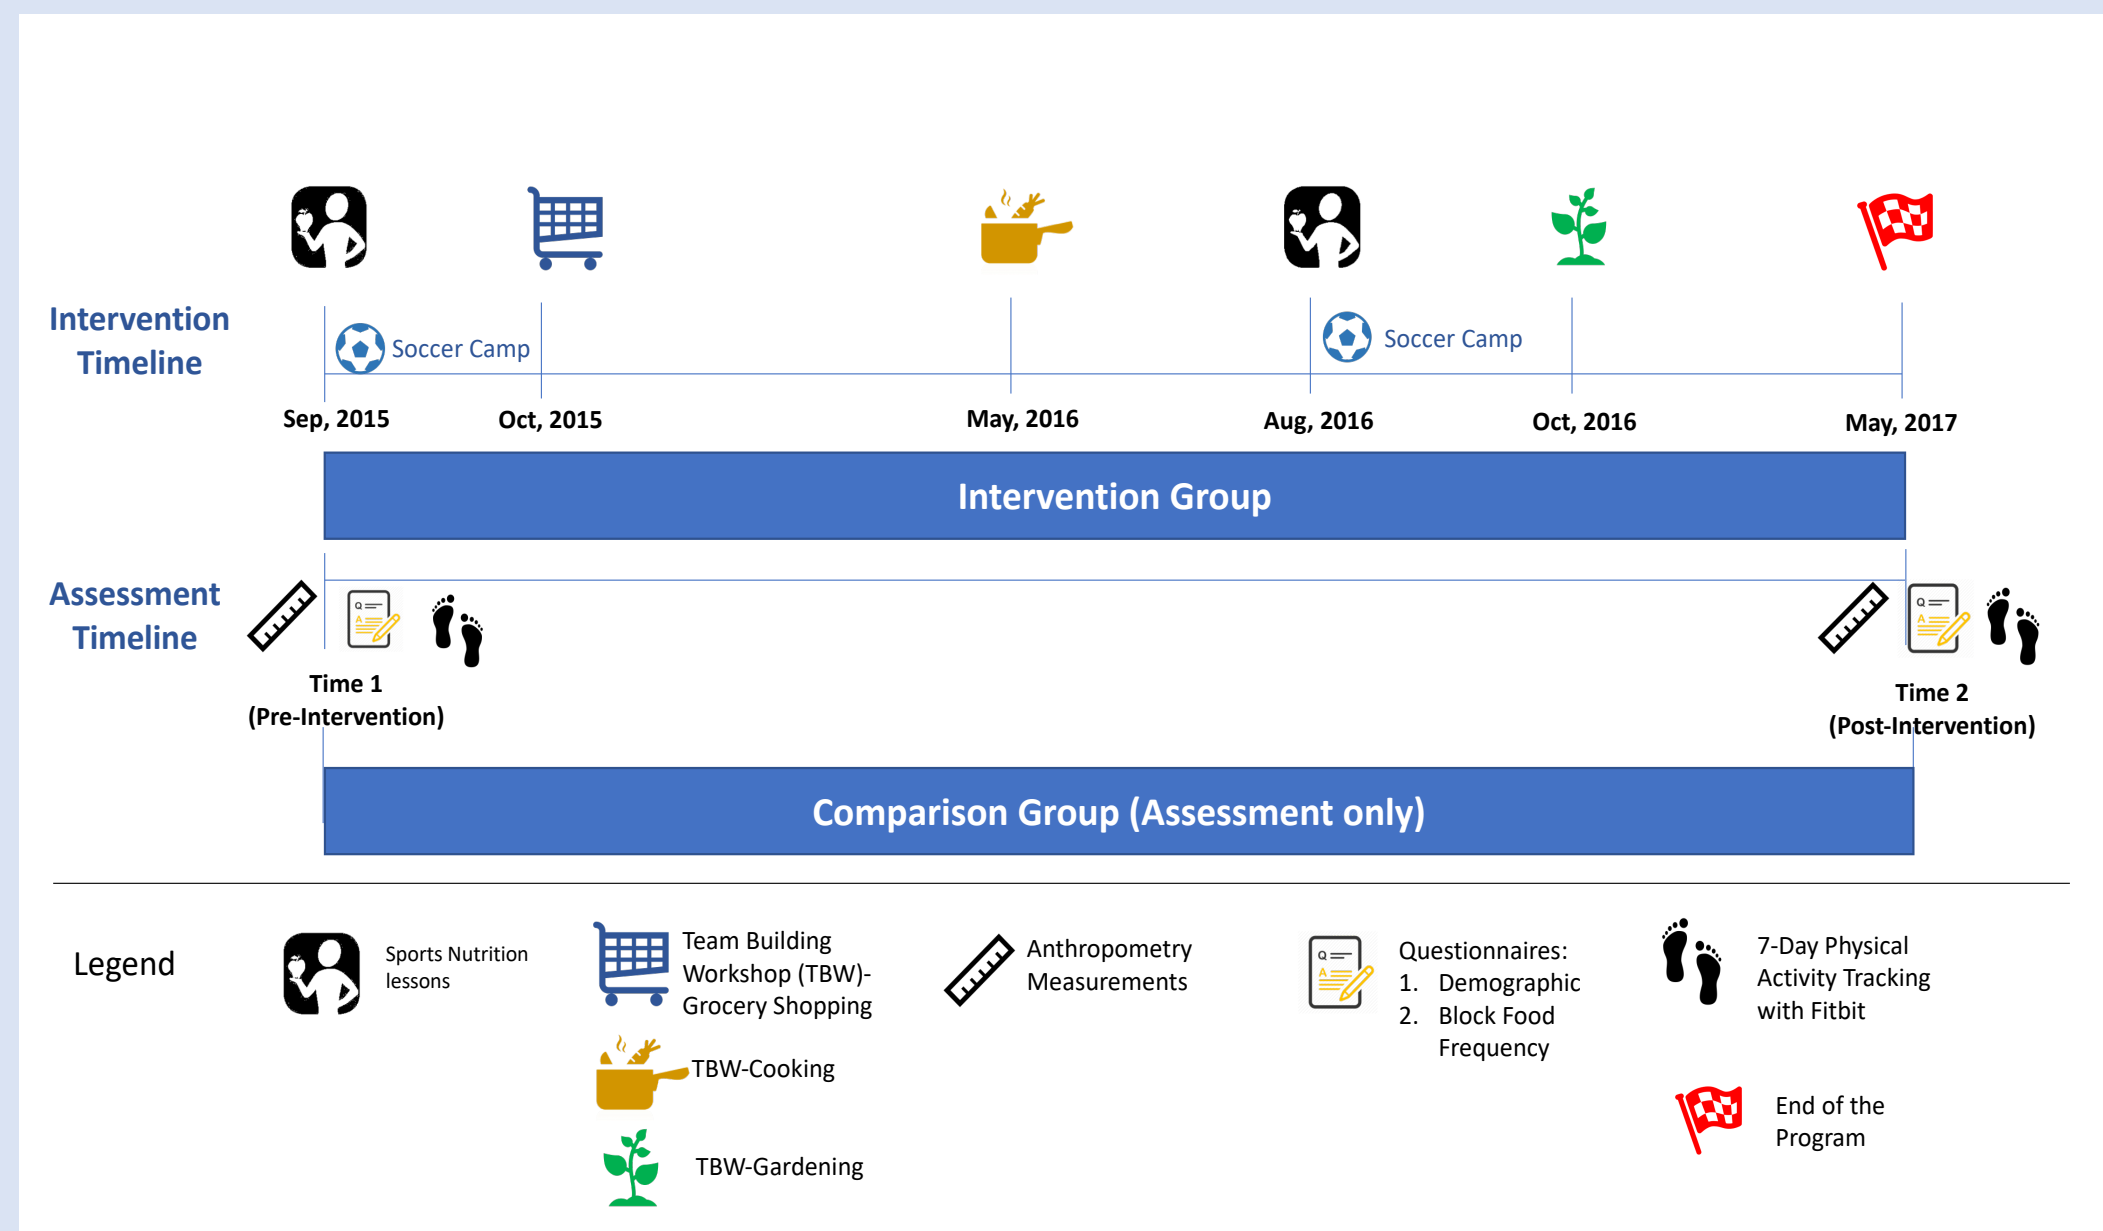 Intervention
Timeline
Soccer Camp
Soccer Camp
Sep, 2015
Oct, 2015
May, 2016
Aug, 2016
Oct, 2016
May, 2017
Intervention Group
Assessment
Timeline
Q
A
Q
A
Time 1
(Pre-Intervention)
Time 2
(Post-Intervention)
Comparison Group (Assessment only)
Legend
Sports Nutrition
lessons
Team Building
Workshop (TBW)-
Grocery Shopping
TBW-Cooking
TBW-Gardening
Anthropometry
Measurements
Q
A
Questionnaires:
1. Demographic
2. Block Food
Frequency
7-Day Physical
Activity Tracking
with Fitbit
End of the
Program